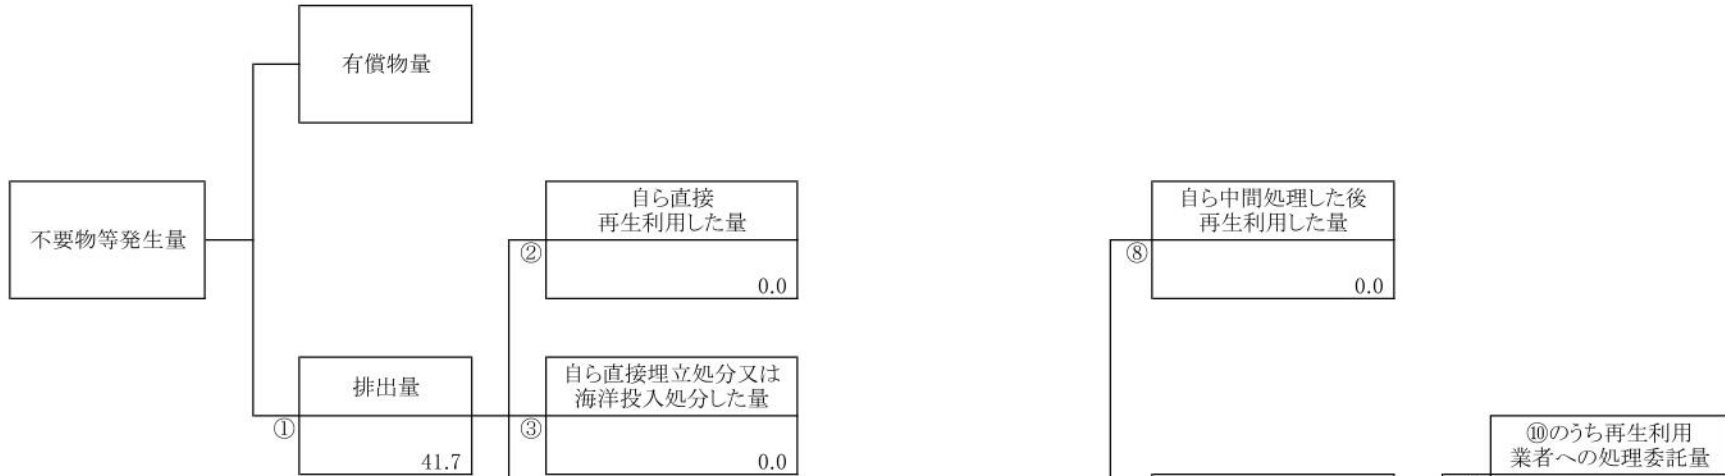 有償物量
不要物等発生量
自ら直接
再生利用した量
②
0.0
自ら中間処理した後
再生利用した量
⑧
0.0
排出量
①
41.7
自ら直接埋立処分又は
海洋投入処分した量
③
0.0
⑩のうち再生利用
業者への処理委託量